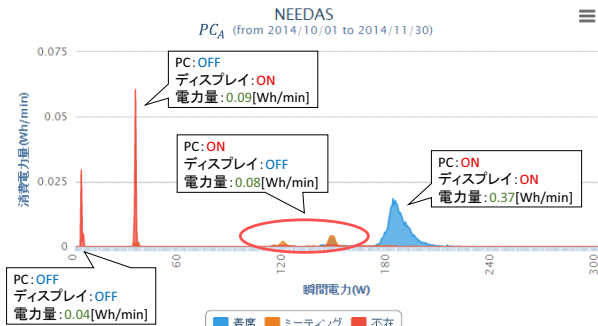 NEEDAS
PC_A (from 2014/10/01 to 2014/11/30)
消費電力量(Wh/min)
0.075
0.05
0.025
0
PC:OFF
ディスプレイ:ON
電力量:0.09[Wh/min]
PC:ON
ディスプレイ:OFF
電力量:0.08[Wh/min]
PC:ON
ディスプレイ:ON
電力量:0.37[Wh/min]
PC:OFF
ディスプレイ:OFF
電力量:0.04[Wh/min]
0 60 120 180 240 300
瞬間電力(W)
着席 ミーティング 不在